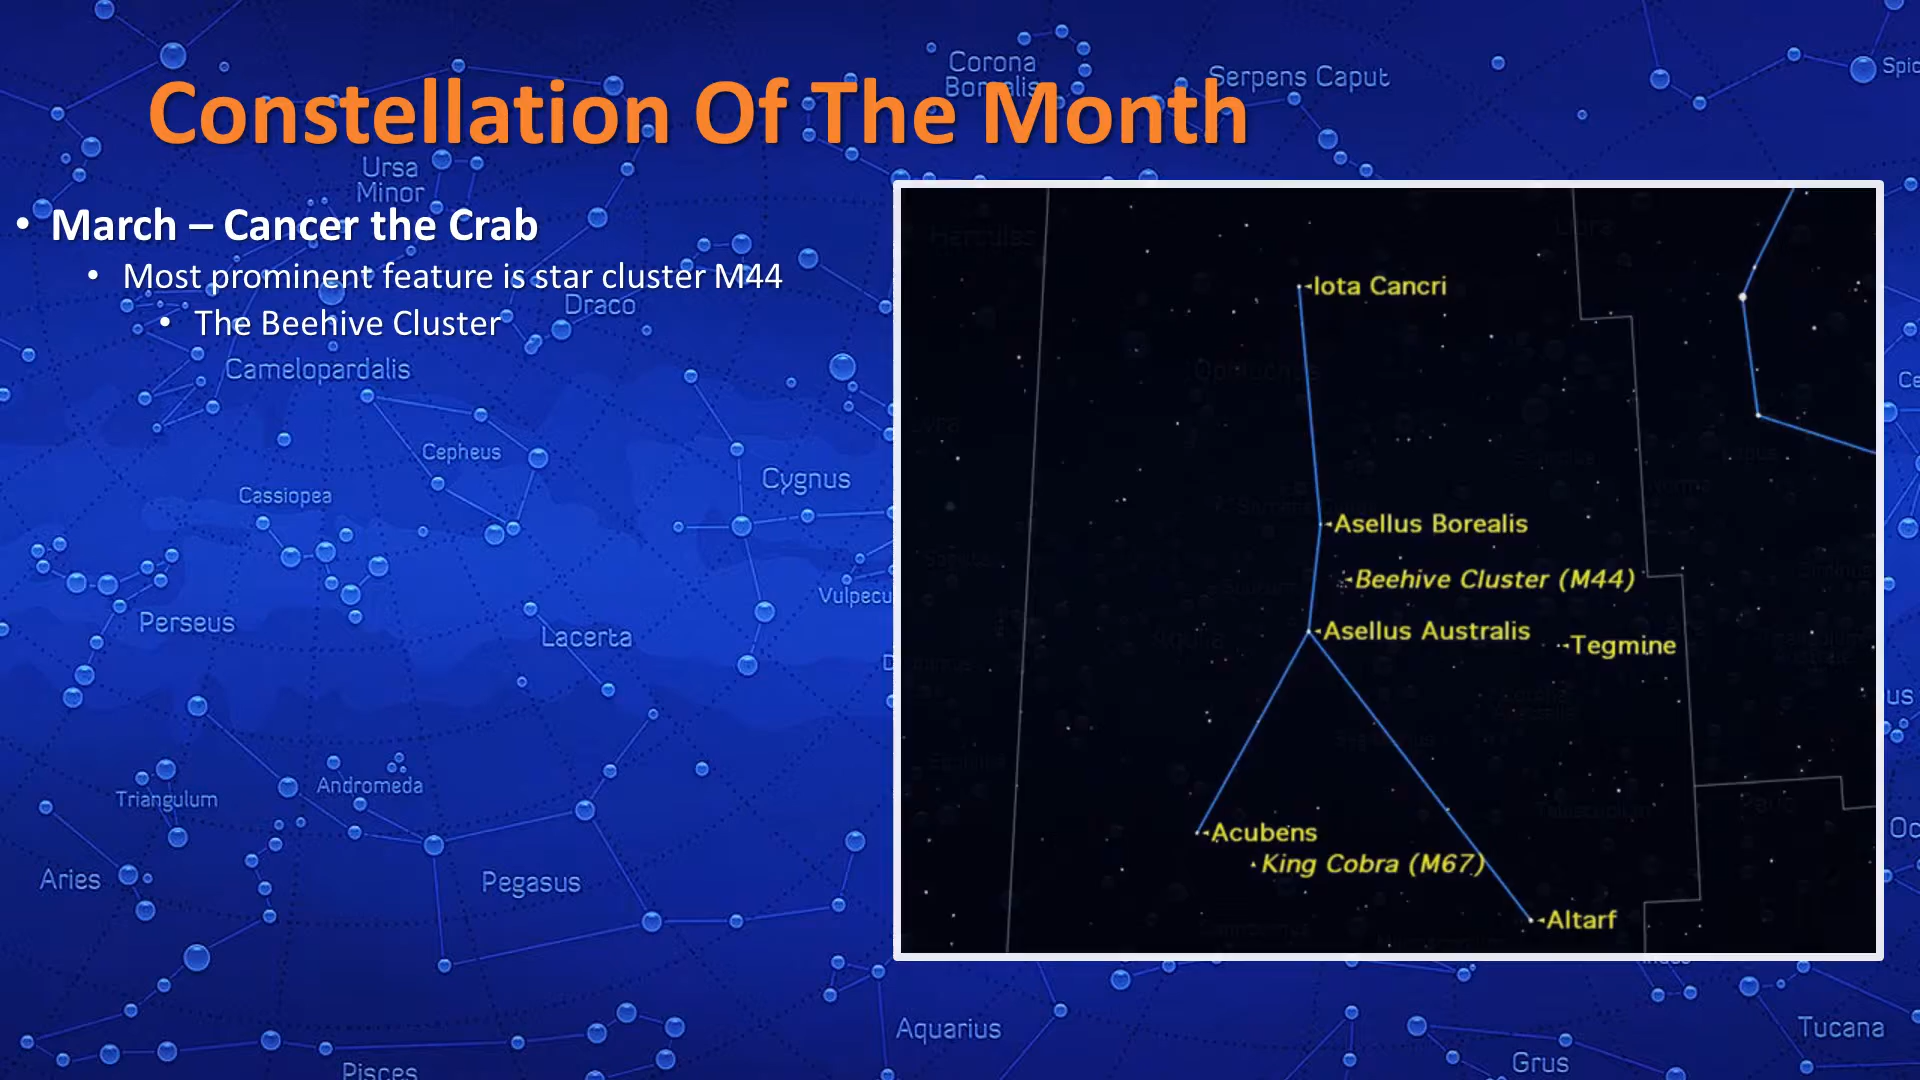 Constellation Of The Month
• March – Cancer the Crab
• Most prominent feature is star cluster M44
• The Beehive Cluster
Iota Cancri
Asellus Borealis
Beehive Cluster (M44)
Asellus Australis
Tegmine
Acubens
King Cobra (M67)
Altarf
Corona
Borealis
Serpens Caput
Ursa
Minor
Draco
Camelopardalis
Cepheus
Cassiopea
Cygnus
Perseus
Lacerta
Triangulum
Andromeda
Aries
Pegasus
Aquarius
Pisces
Grus
Tucana
Hercules